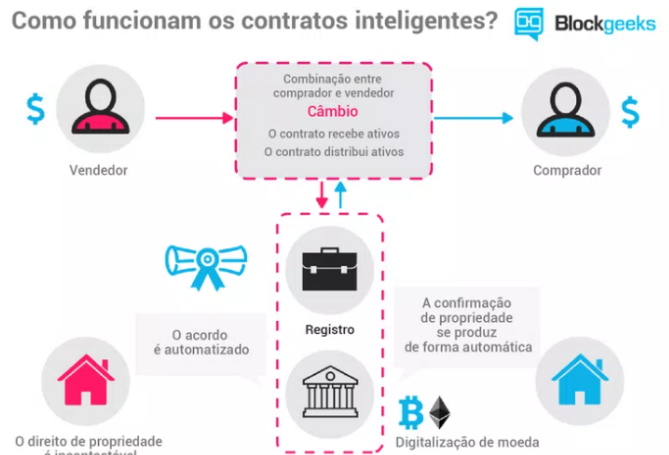 Como funcionam os contratos inteligentes?
Blockgeeks
Combinação entre
comprador e vendedor
Câmbio
O contrato recebe ativos
O contrato distribui ativos
$
Vendedor
$
Comprador
O acordo
é automatizado
Registro
A confirmação
de propriedade
se produz
de forma automática
O direito de propriedade
é incontestável
Digitalização de moeda